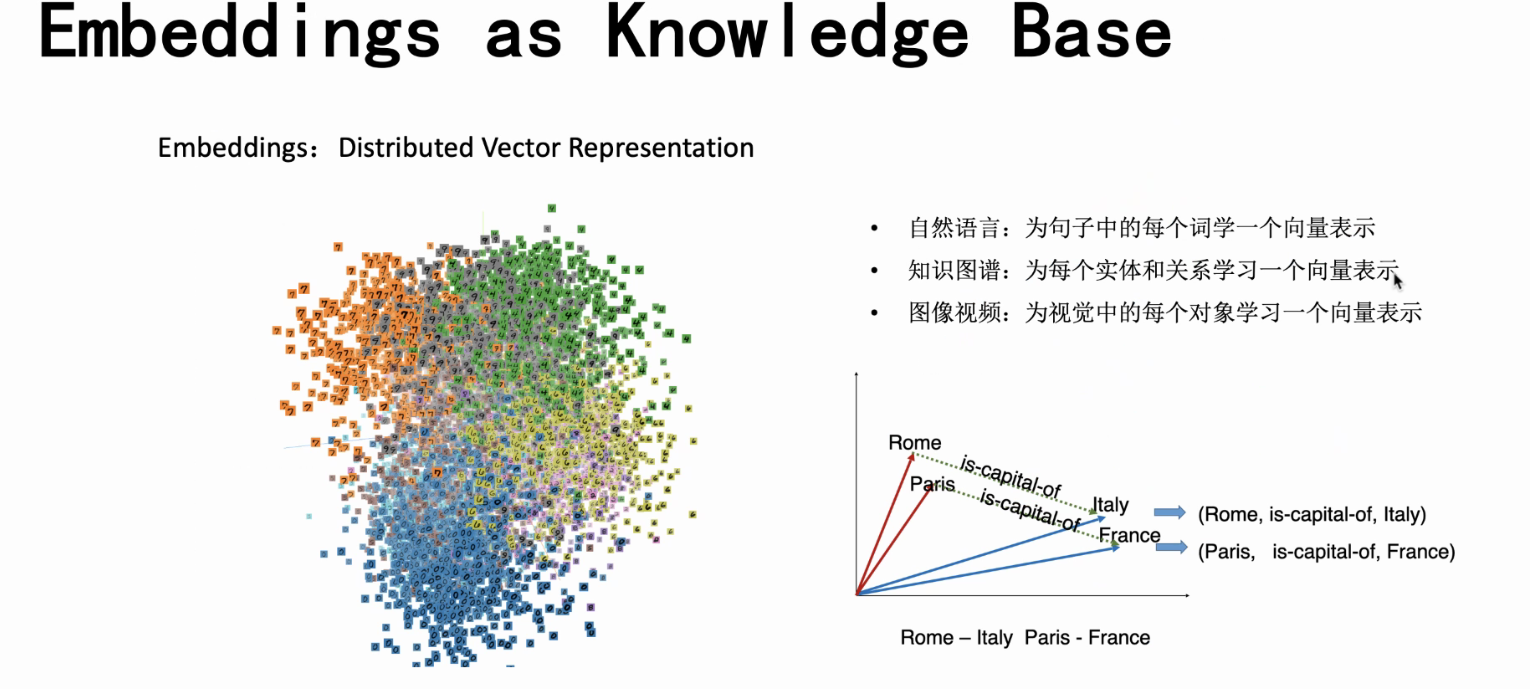 Embeddings as Knowledge Base
Embeddings： Distributed Vector Representation
• 自然语言：为句子中的每个词学一个向量表示
• 知识图谱：为每个实体和关系学习一个向量表示
• 图像视频：为视觉中的每个对象学习一个向量表示
Rome
is-capital-of
Paris
is-capital-of
Italy
France
(Rome, is-capital-of, Italy)
(Paris, is-capital-of, France)
Rome – Italy Paris - France